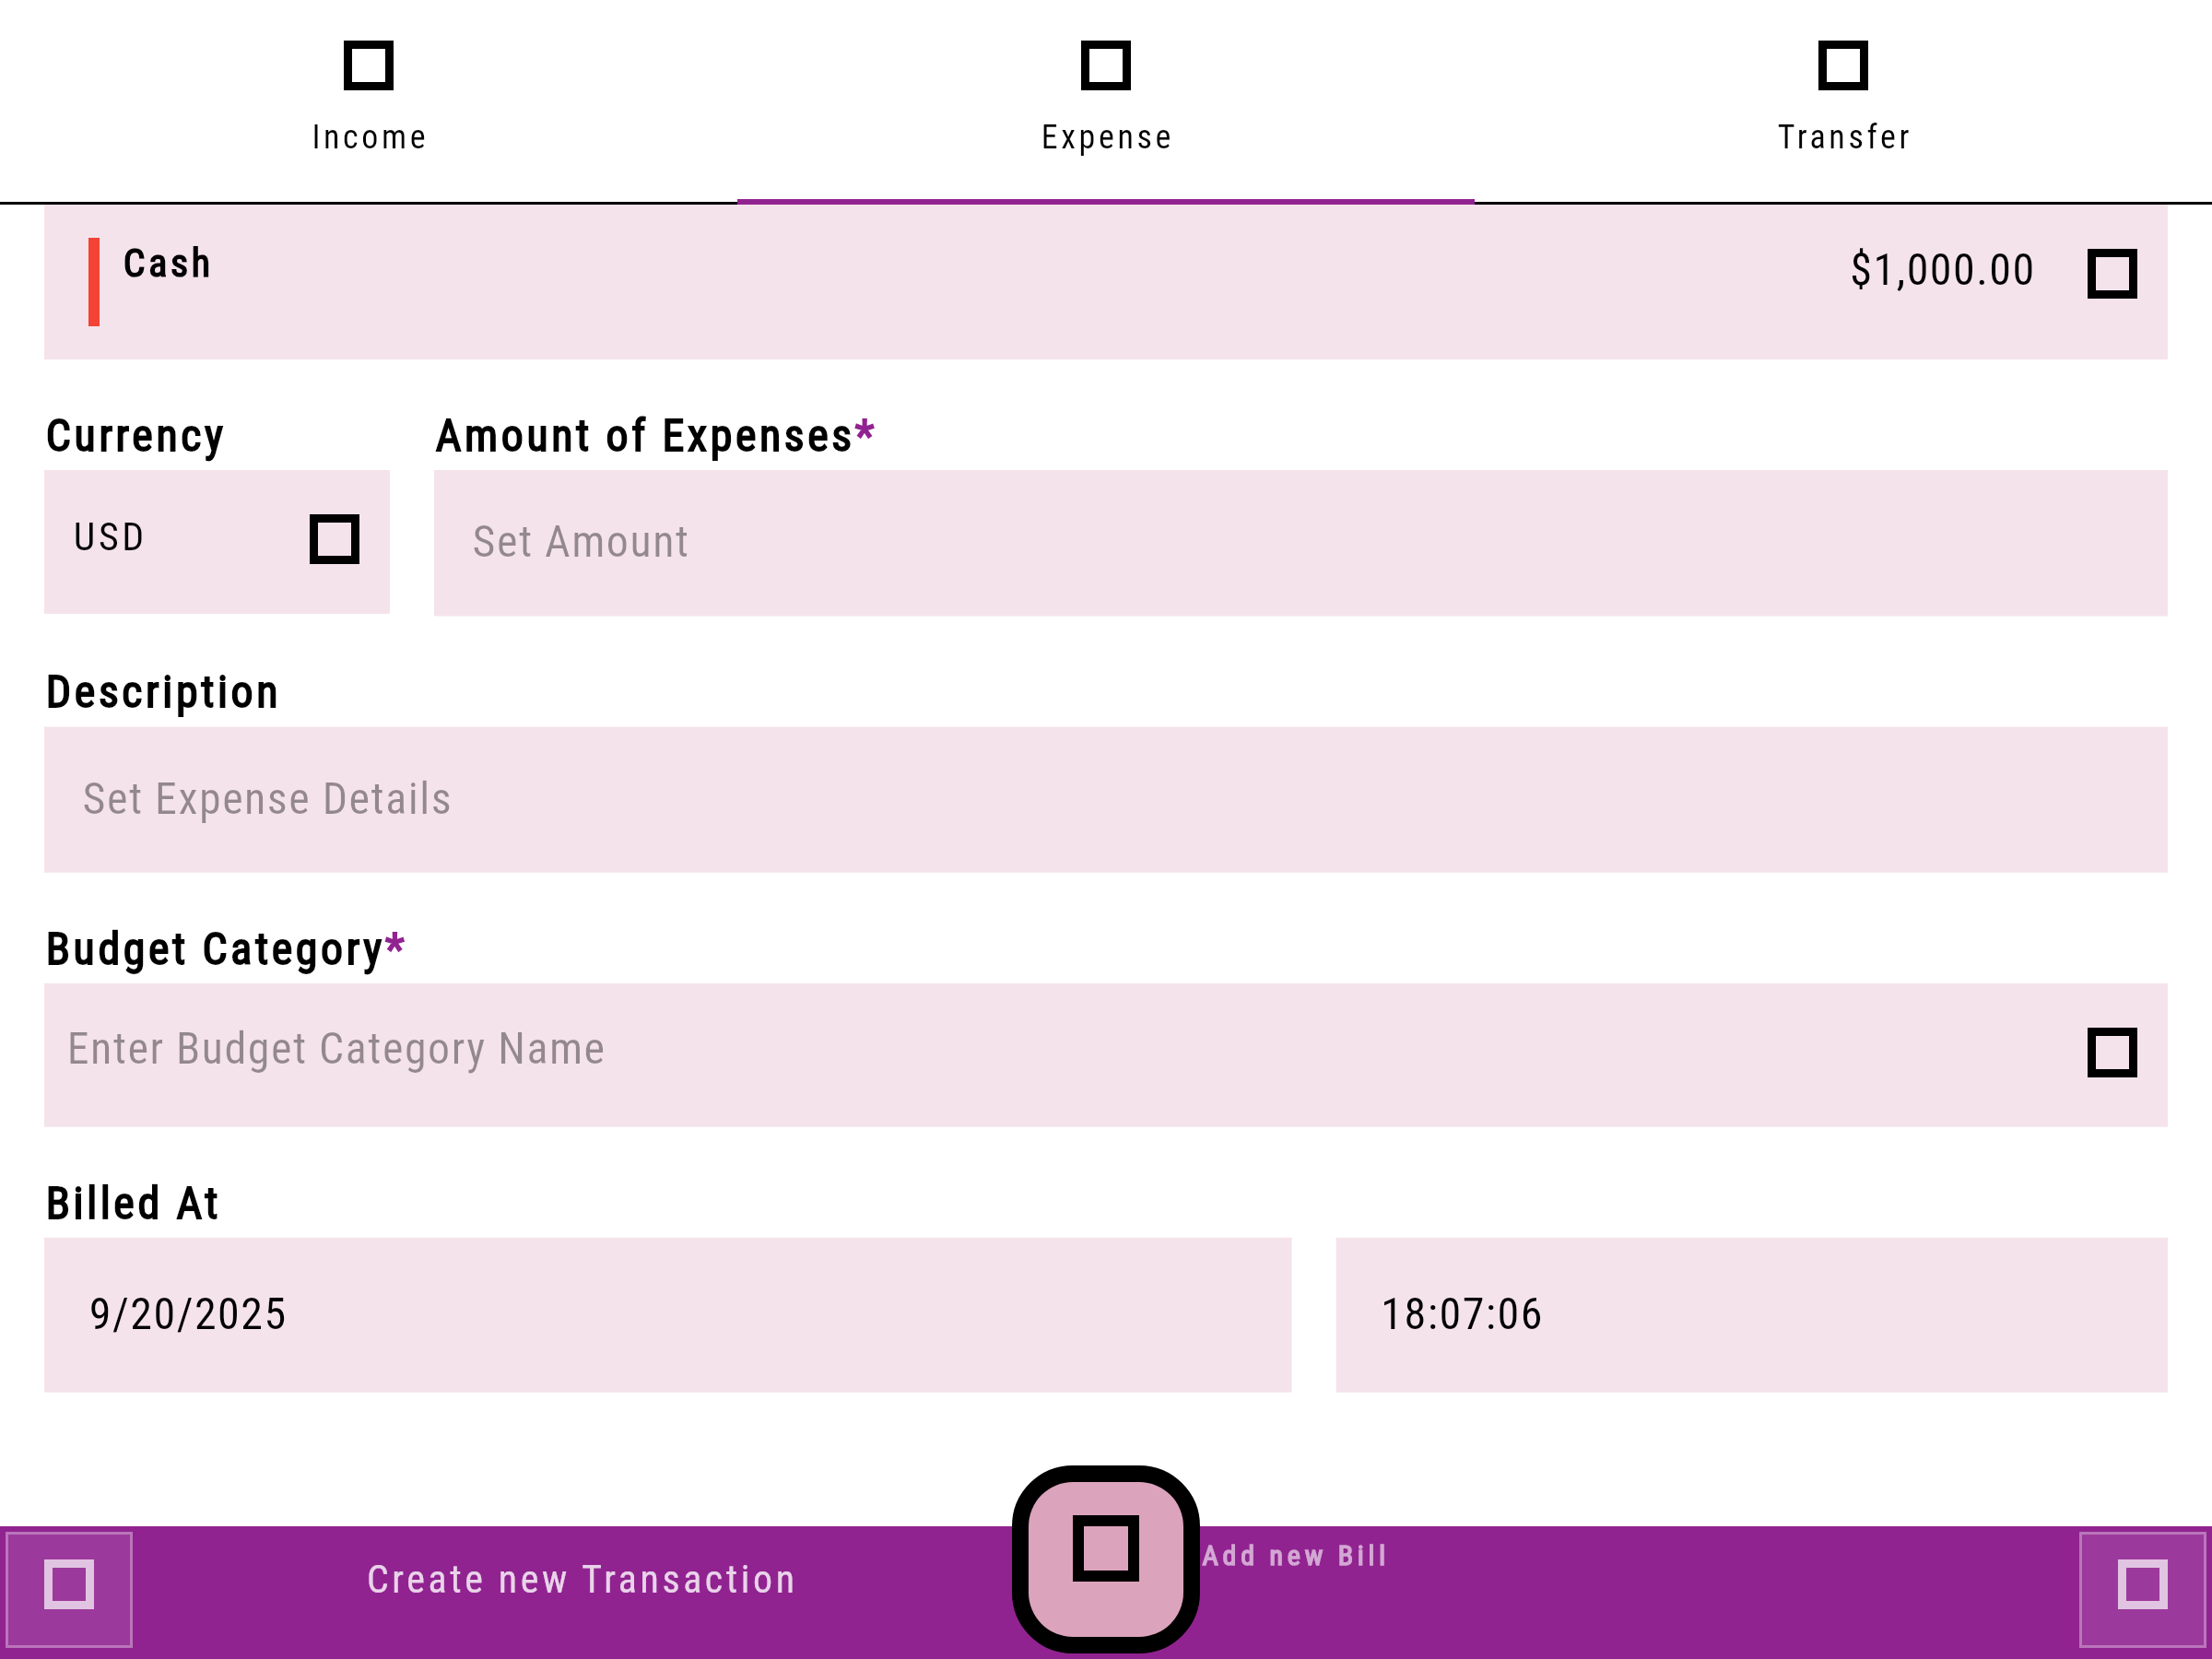 Income
Expense
Transfer
Cash
$1,000.00
Currency
Amount of Expenses*
USD
Set Amount
Description
Set Expense Details
Budget Category*
Enter Budget Category Name
Billed At
9/20/2025
18:07:06
Create new Transaction
Add new Bill